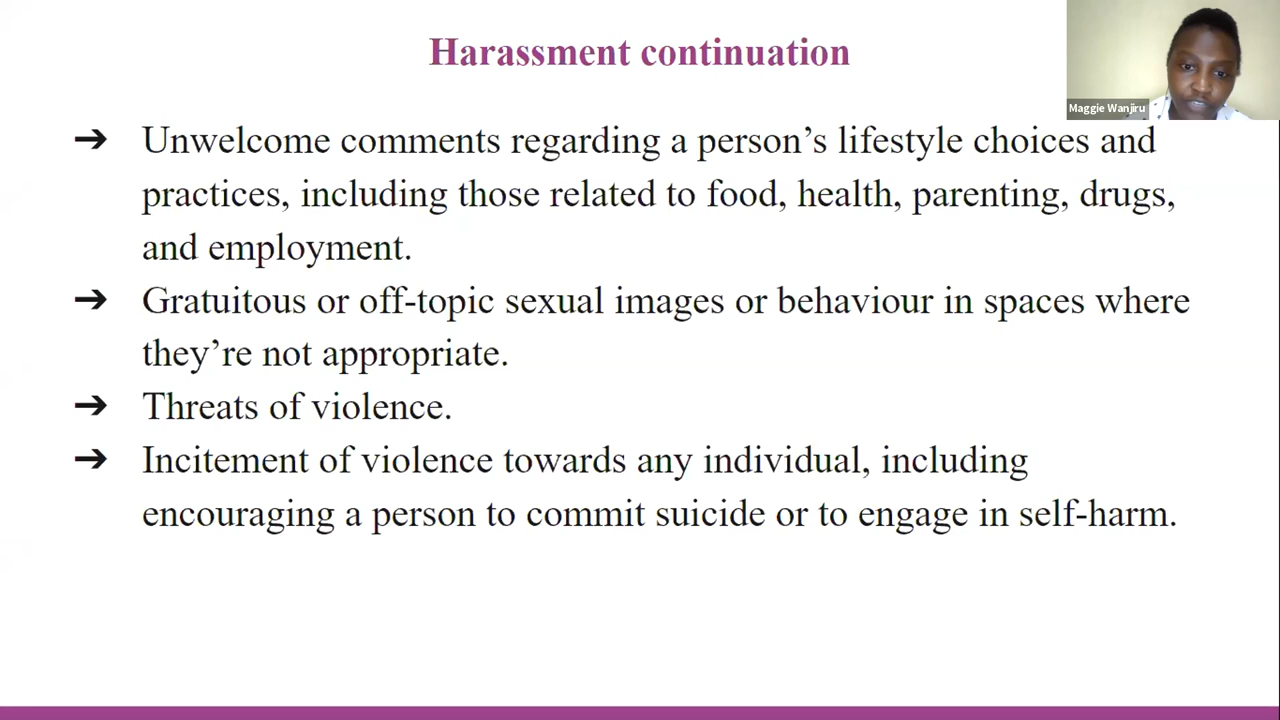 Harassment continuation
Maggie Wanjiru
➔ Unwelcome comments regarding a person’s lifestyle choices and
practices, including those related to food, health, parenting, drugs,
and employment.
➔ Gratuitous or off-topic sexual images or behaviour in spaces where
they’re not appropriate.
➔ Threats of violence.
➔ Incitement of violence towards any individual, including
encouraging a person to commit suicide or to engage in self-harm.